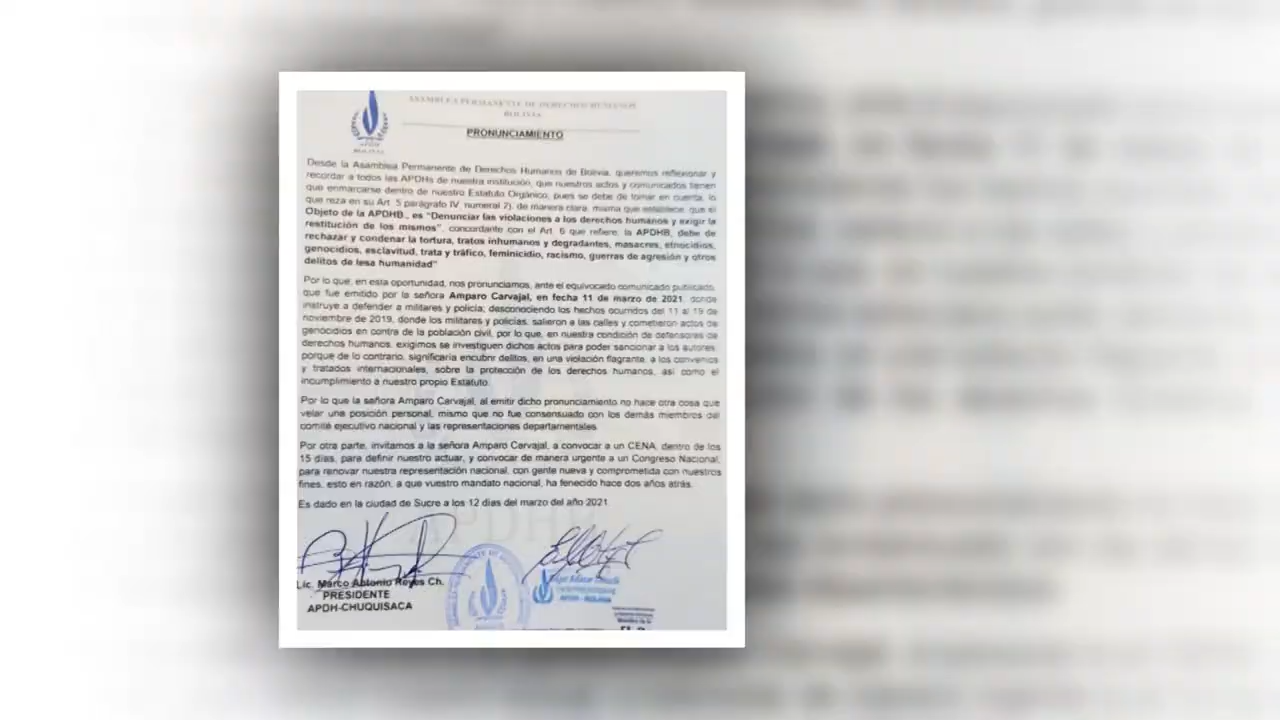 ASAMBLEA PERMANENTE DE DERECHOS HUMANOS
BOLIVIA
APDH
BOLIVIA
PRONUNCIAMIENTO
Desde la Asamblea Permanente de Derechos Humanos de Bolivia, queremos reflexionar y
recordar a todos las APDHs de nuestra institución, que nuestros actos y comunicados tienen
que enmarcarse dentro de nuestro Estatuto Orgánico, pues se debe de tomar en cuenta, lo
que reza en su Art. 5 parágrafo IV. numeral 2), de manera clara, misma que establece, que el
Objeto de la APDHB., es "Denunciar las violaciones a los derechos humanos y exigir la
restitución de los mismos", concordante con el Art. 6 que refiere, la APDHB, debe de
rechazar y condenar la tortura, tratos inhumanos y degradantes, masacres, etnocidios,
genocidios, esclavitud, trata y tráfico, feminicidio, racismo, guerras de agresión y otros
delitos de lesa humanidad"
Por lo que, en esta oportunidad, nos pronunciamos, ante el equivocado comunicado publicado,
que fue emitido por la señora Amparo Carvajal, en fecha 11 de marzo de 2021, donde
instruye a defender a militares y policía; desconociendo los hechos ocurridos del 11 al 19 de
noviembre de 2019, donde los militares y policías, salieron a las calles y cometieron actos de
genocidios en contra de la población civil, por lo que, en nuestra condición de defensores de
derechos humanos, exigimos se investiguen dichos actos para poder sancionar a los autores,
porque de lo contrario, significaría encubrir delitos, en una violación flagrante, a los convenios
y tratados internacionales, sobre la protección de los derechos humanos, así como el
incumplimiento a nuestro propio Estatuto.
Por lo que la señora Amparo Carvajal, al emitir dicho pronunciamiento no hace otra cosa que
velar una posición personal, mismo que no fue consensuado con los demás miembros del
comité ejecutivo nacional y las representaciones departamentales.
Por otra parte, invitamos a la señora Amparo Carvajal, a convocar a un CENA, dentro de los
15 días, para definir nuestro actuar, y convocar de manera urgente a un Congreso Nacional,
para renovar nuestra representación nacional, con gente nueva y comprometida con nuestros
fines, esto en razón, a que vuestro mandato nacional, ha fenecido hace dos años atrás.
Es dado en la ciudad de Sucre a los 12 días del marzo del año 2021.
APDHB
Lic. Marco Antonio Reyes Ch.
PRESIDENTE
APDH-CHUQUISACA
APDH - BOLIVIA